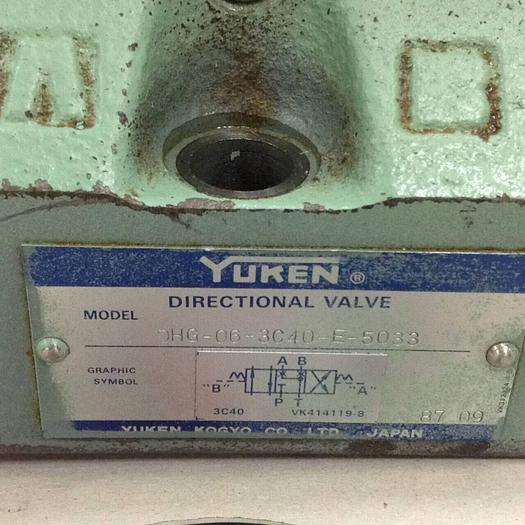 YUKEN ®
DIRECTIONAL VALVE
MODEL
DHG-06-3C40-E-5033
GRAPHIC
SYMBOL
A B
"B" "A"
P T
3C40 VK414119-8
87 09
YUKEN KOGYO CO. LTD. JAPAN